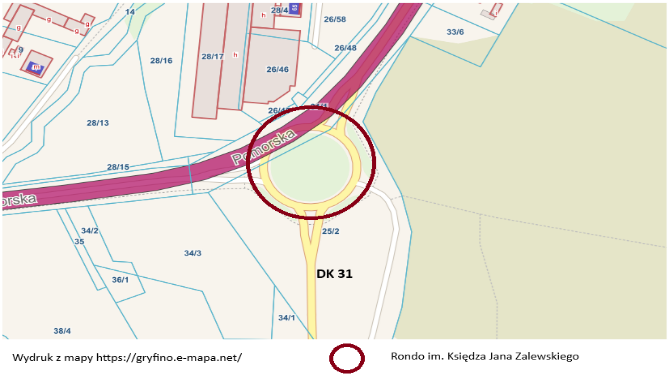 14
28/4
26/58
33/6
g
g
g
g
h
h
9
m
28/17
26/48
28/16
26/46
28/13
Pomorska
28/15
orska
34/2
35
25/2
34/3
36/1
DK 31
34/1
38/4
Wydruk z mapy https://gryfino.e-mapa.net/
Rondo im. Księdza Jana Zalewskiego